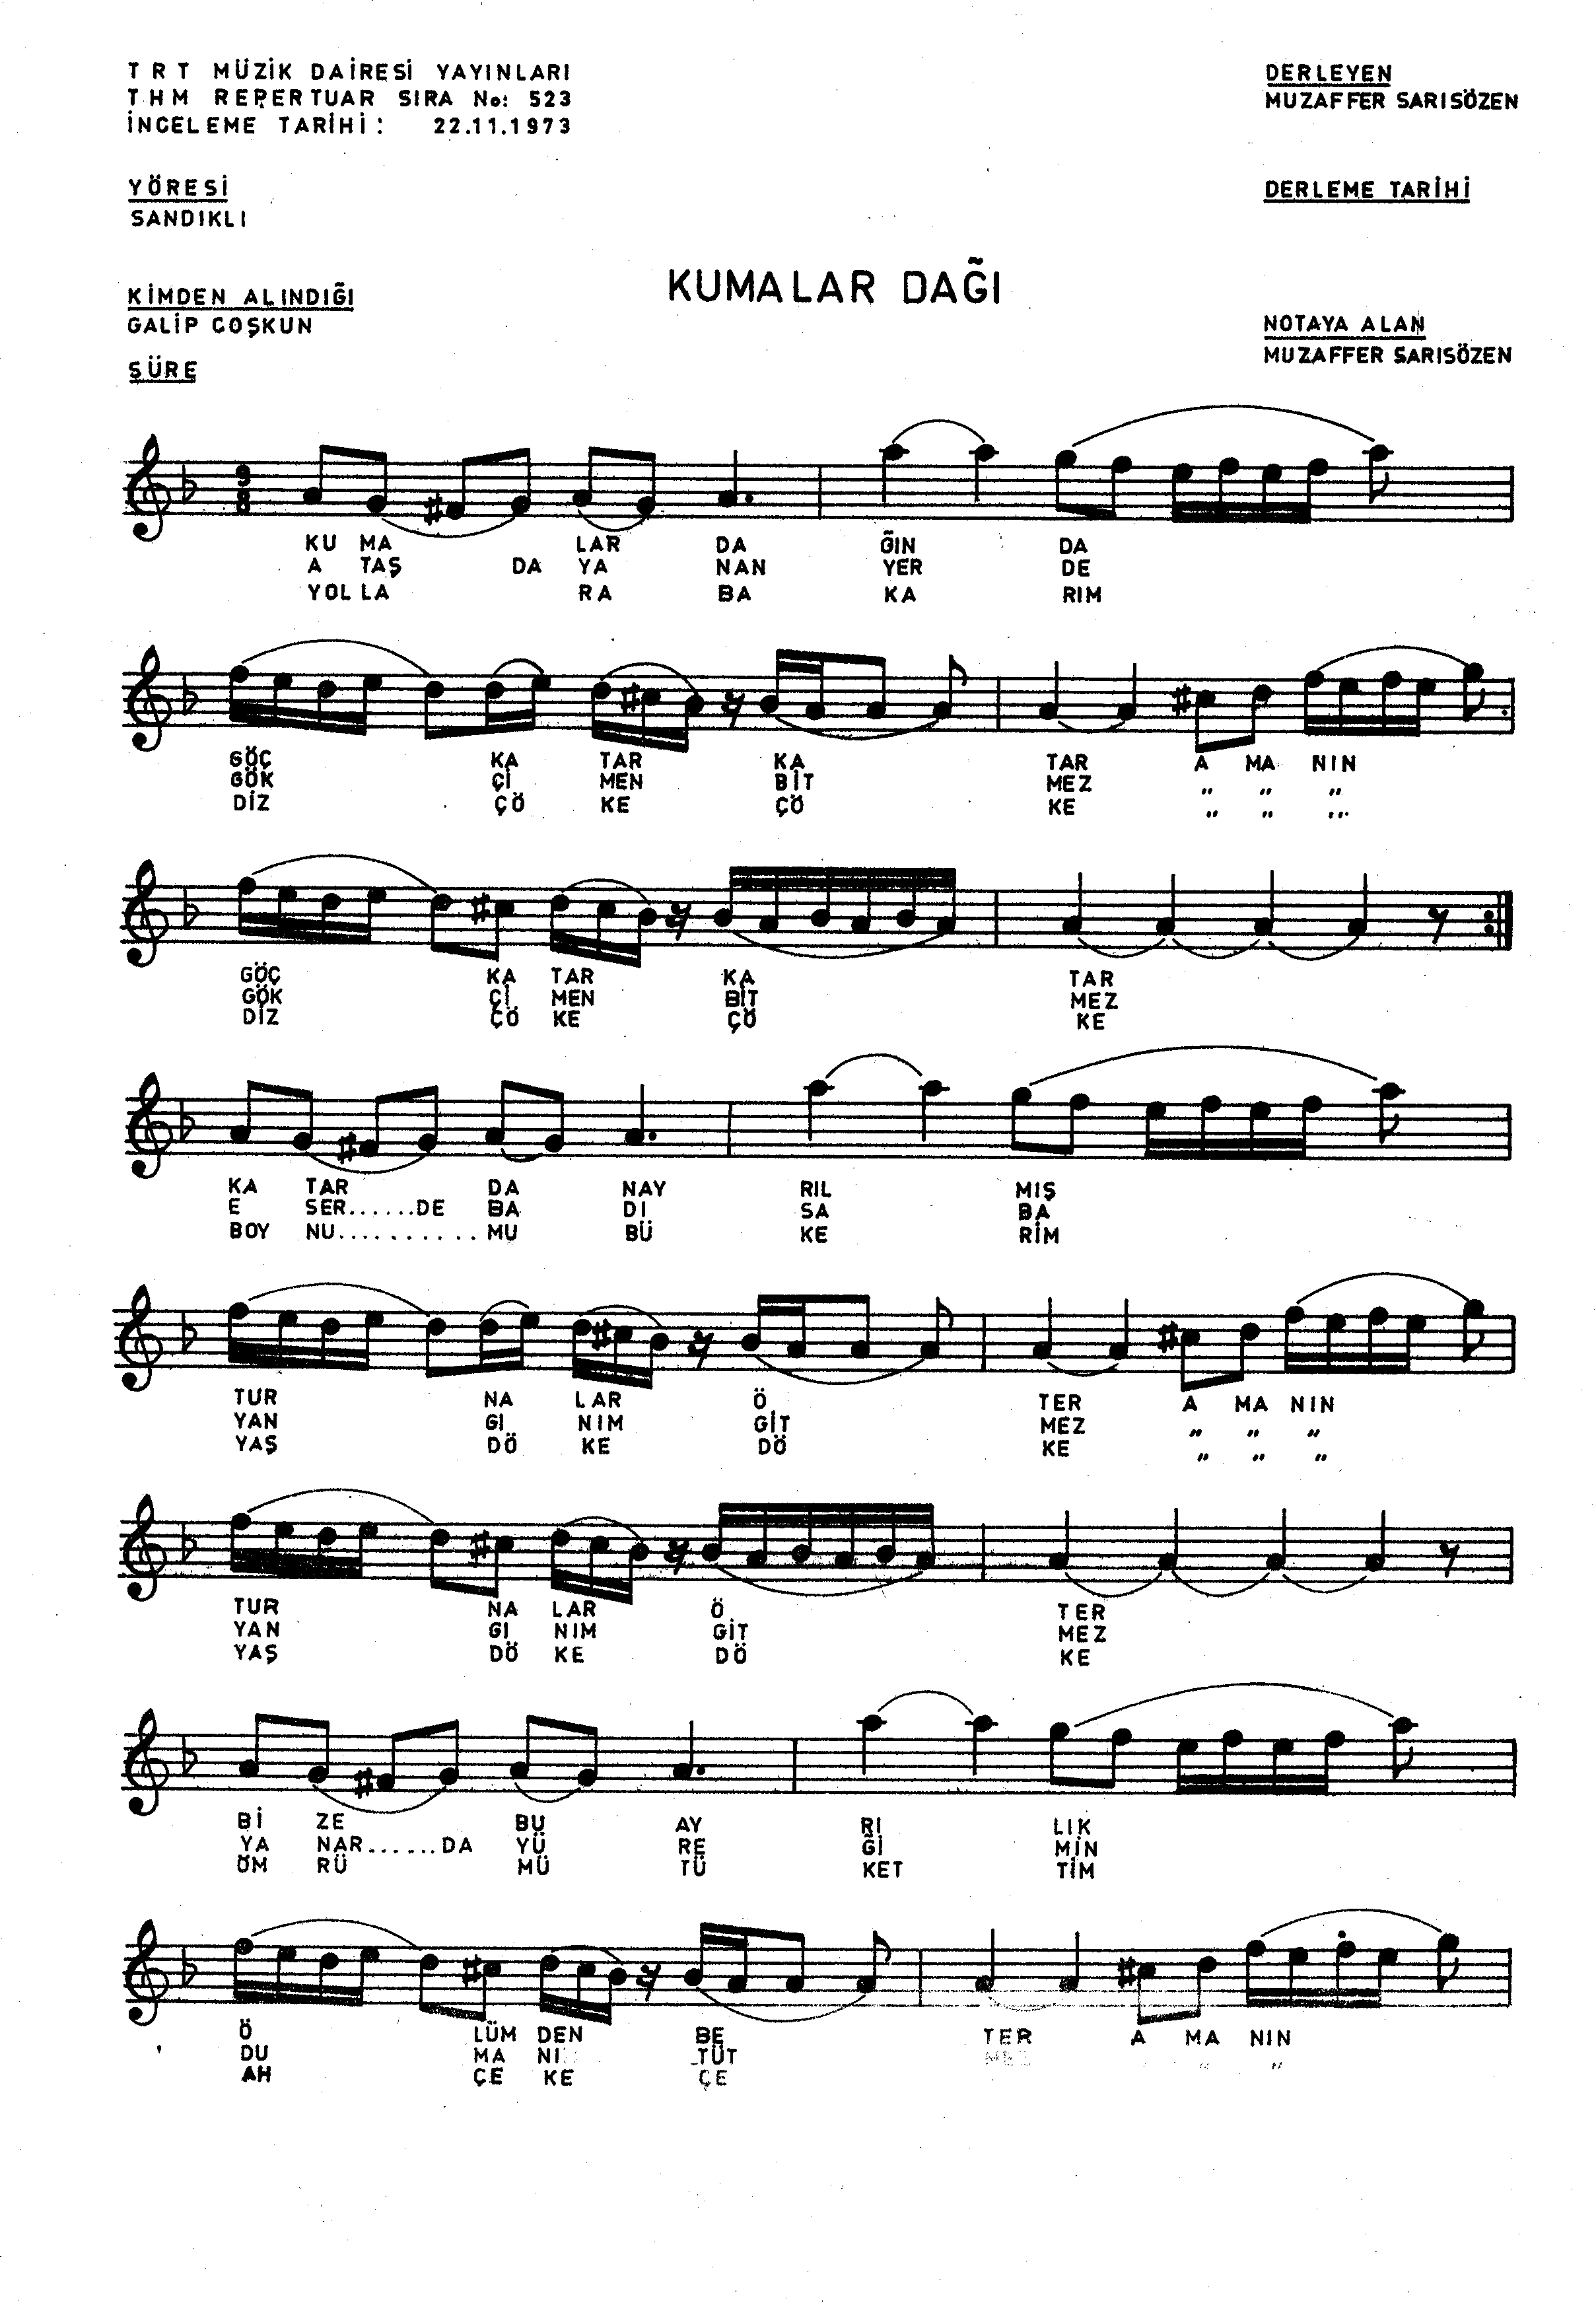 TRT MÜZİK DAİRESİ YAYINLARI
THM REPERTUAR SIRA No: 523
İNCELEME TARİHİ: 22.11.1973
DERLEYEN
MUZAFFER SARISÖZEN
YÖRESİ
SANDIKLI
DERLEME TARİHİ
KUMALAR DAĞI
KİMDEN ALINDIĞI
GALİP COŞKUN
NOTAYA ALAN
MUZAFFER SARISÖZEN
SÜRE
9
8
KU MA LAR DA ĞIN DA
A TAŞ DA YA NAN YER DE
YOL LA RA BA KA RIM
GÖÇ KA TAR KA TAR A MA NIN
GÖK Çİ MEN BİT MEZ " " "
DİZ ÇÖ KE ÇÖ KE " " "
GÖÇ KA TAR KA TAR
GÖK Çİ MEN BİT MEZ
DİZ ÇÖ KE ÇÖ KE
KA TAR DA NAY RIL MIŞ
E SER......DE BA DI SA BA
BOY NU.......... MU BÜ KE RİM
TUR NA LAR Ö TER A MA NIN
YAN GI NIM GİT MEZ " " "
YAŞ DÖ KE DÖ KE " " "
TUR NA LAR Ö TER
YAN GI NIM GİT MEZ
YAŞ DÖ KE DÖ KE
Bİ ZE BU AY RI LIK
YA NAR......DA YÜ RE Ğİ MİN
ÖM RÜ MÜ TÜ KET TİM
Ö LÜM DEN BE TER A MA NIN
DU MA NI TÜT MEZ " "
AH ÇE KE ÇE